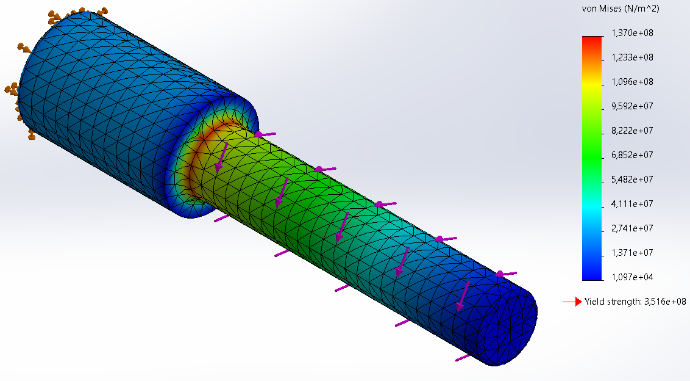 von Mises (N/m^2)
1,370e+08
1,233e+08
1,096e+08
9,592e+07
8,222e+07
6,852e+07
5,482e+07
4,111e+07
2,741e+07
1,371e+07
1,097e+04
Yield strength: 3,516e+08